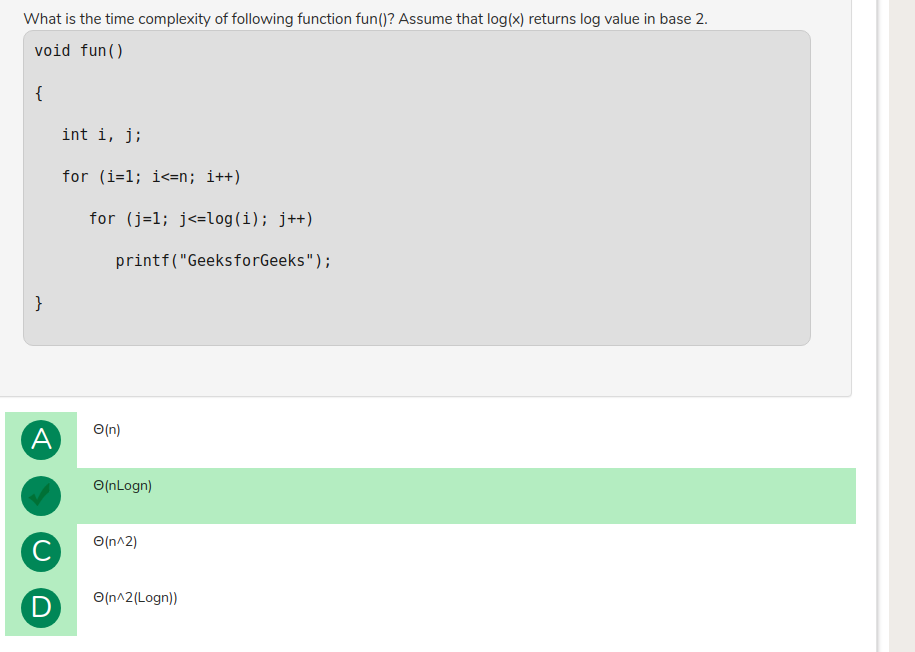 What is the time complexity of following function fun()? Assume that log(x) returns log value in base 2.
void fun()
{
int i, j;
for (i=1; i<=n; i++)
for (j=1; j<=log(i); j++)
printf("GeeksforGeeks");
}
A
Θ(n)
Θ(nLogn)
C
Θ(n^2)
D
Θ(n^2(Logn))